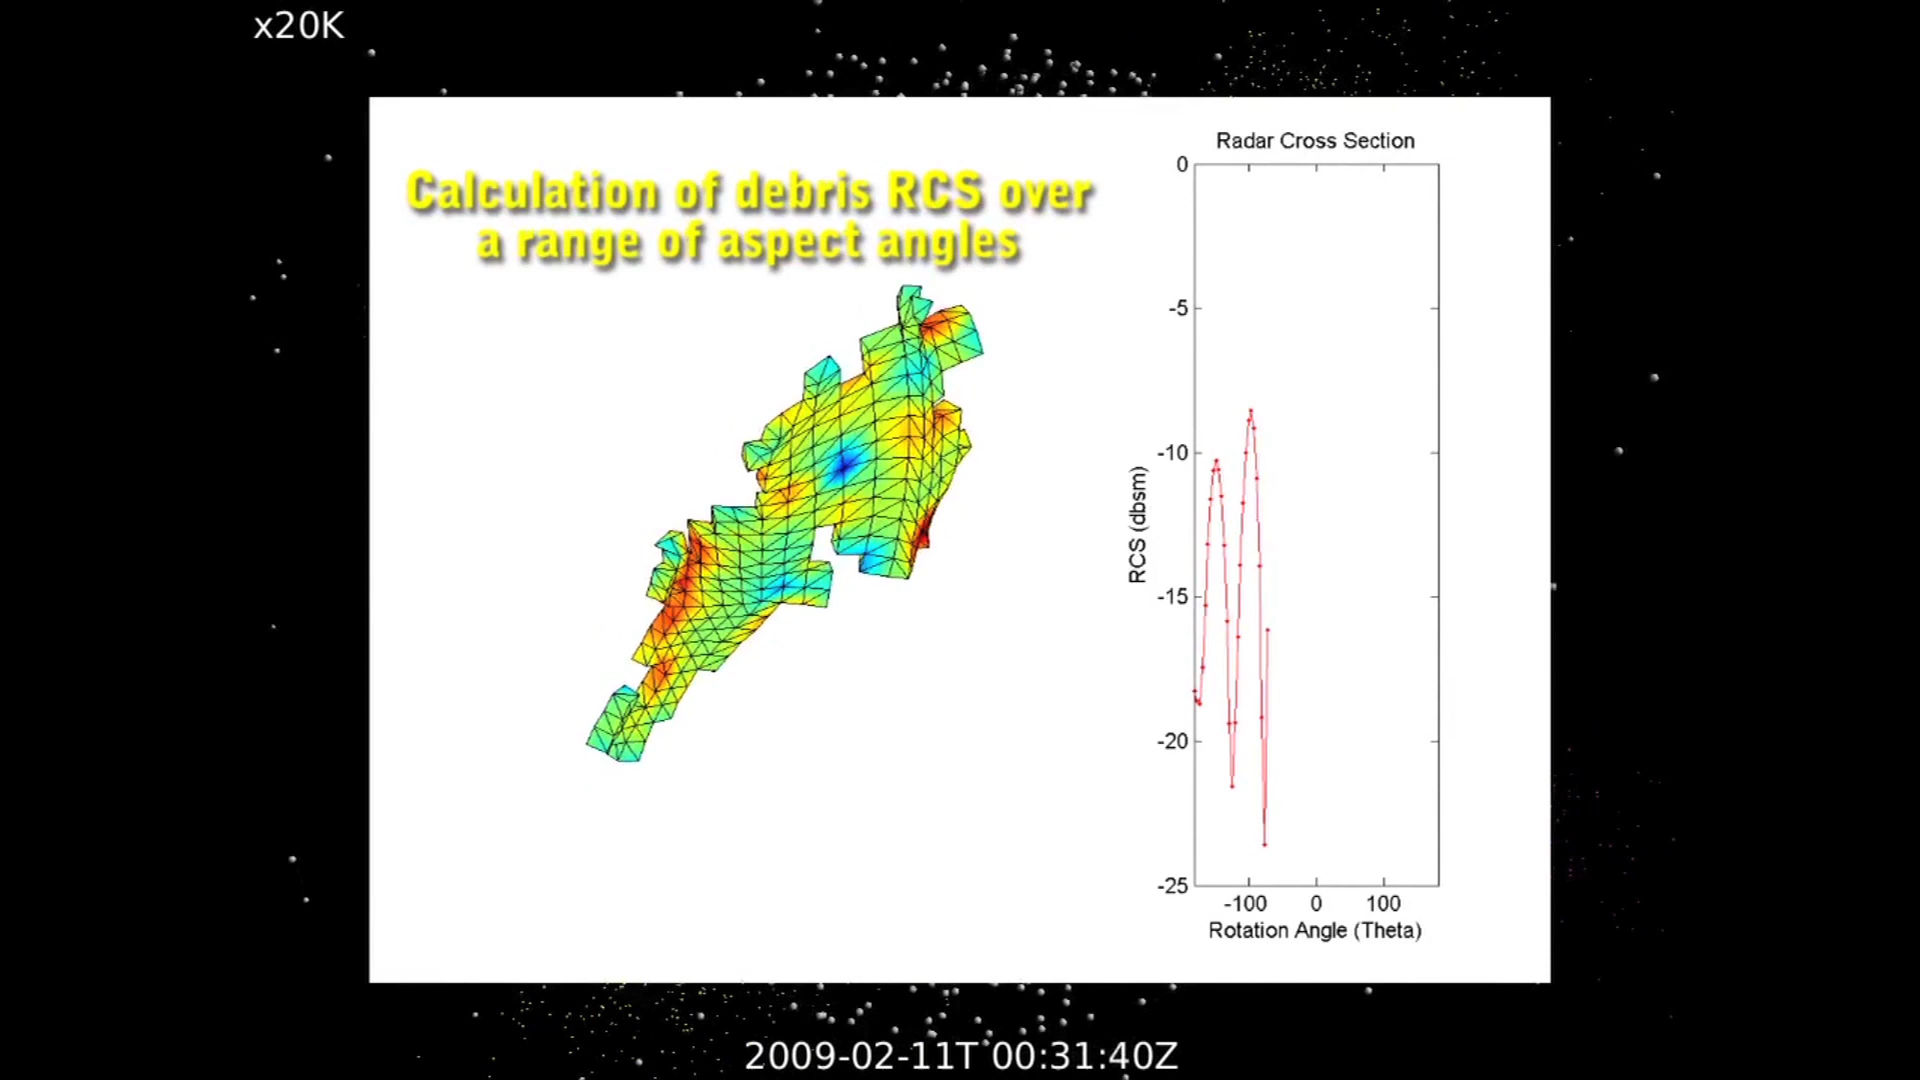 x20K
Calculation of debris RCS over
a range of aspect angles
Radar Cross Section
0
-5
-10
-15
-20
-25
RCS (dbsm)
-100 0 100
Rotation Angle (Theta)
2009-02-11T 00:31:40Z